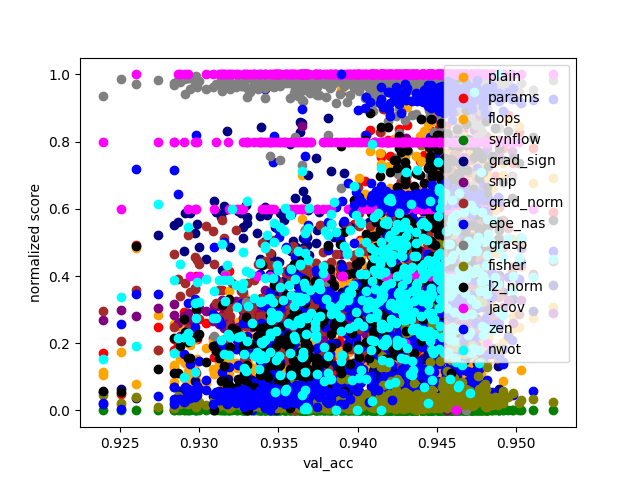 1.0
0.8
0.6
0.4
0.2
0.0
normalized score
0.925
0.930
0.935
0.940
0.945
0.950
val_acc
plain
params
flops
synflow
grad_sign
snip
grad_norm
epe_nas
grasp
fisher
l2_norm
jacov
zen
nwot